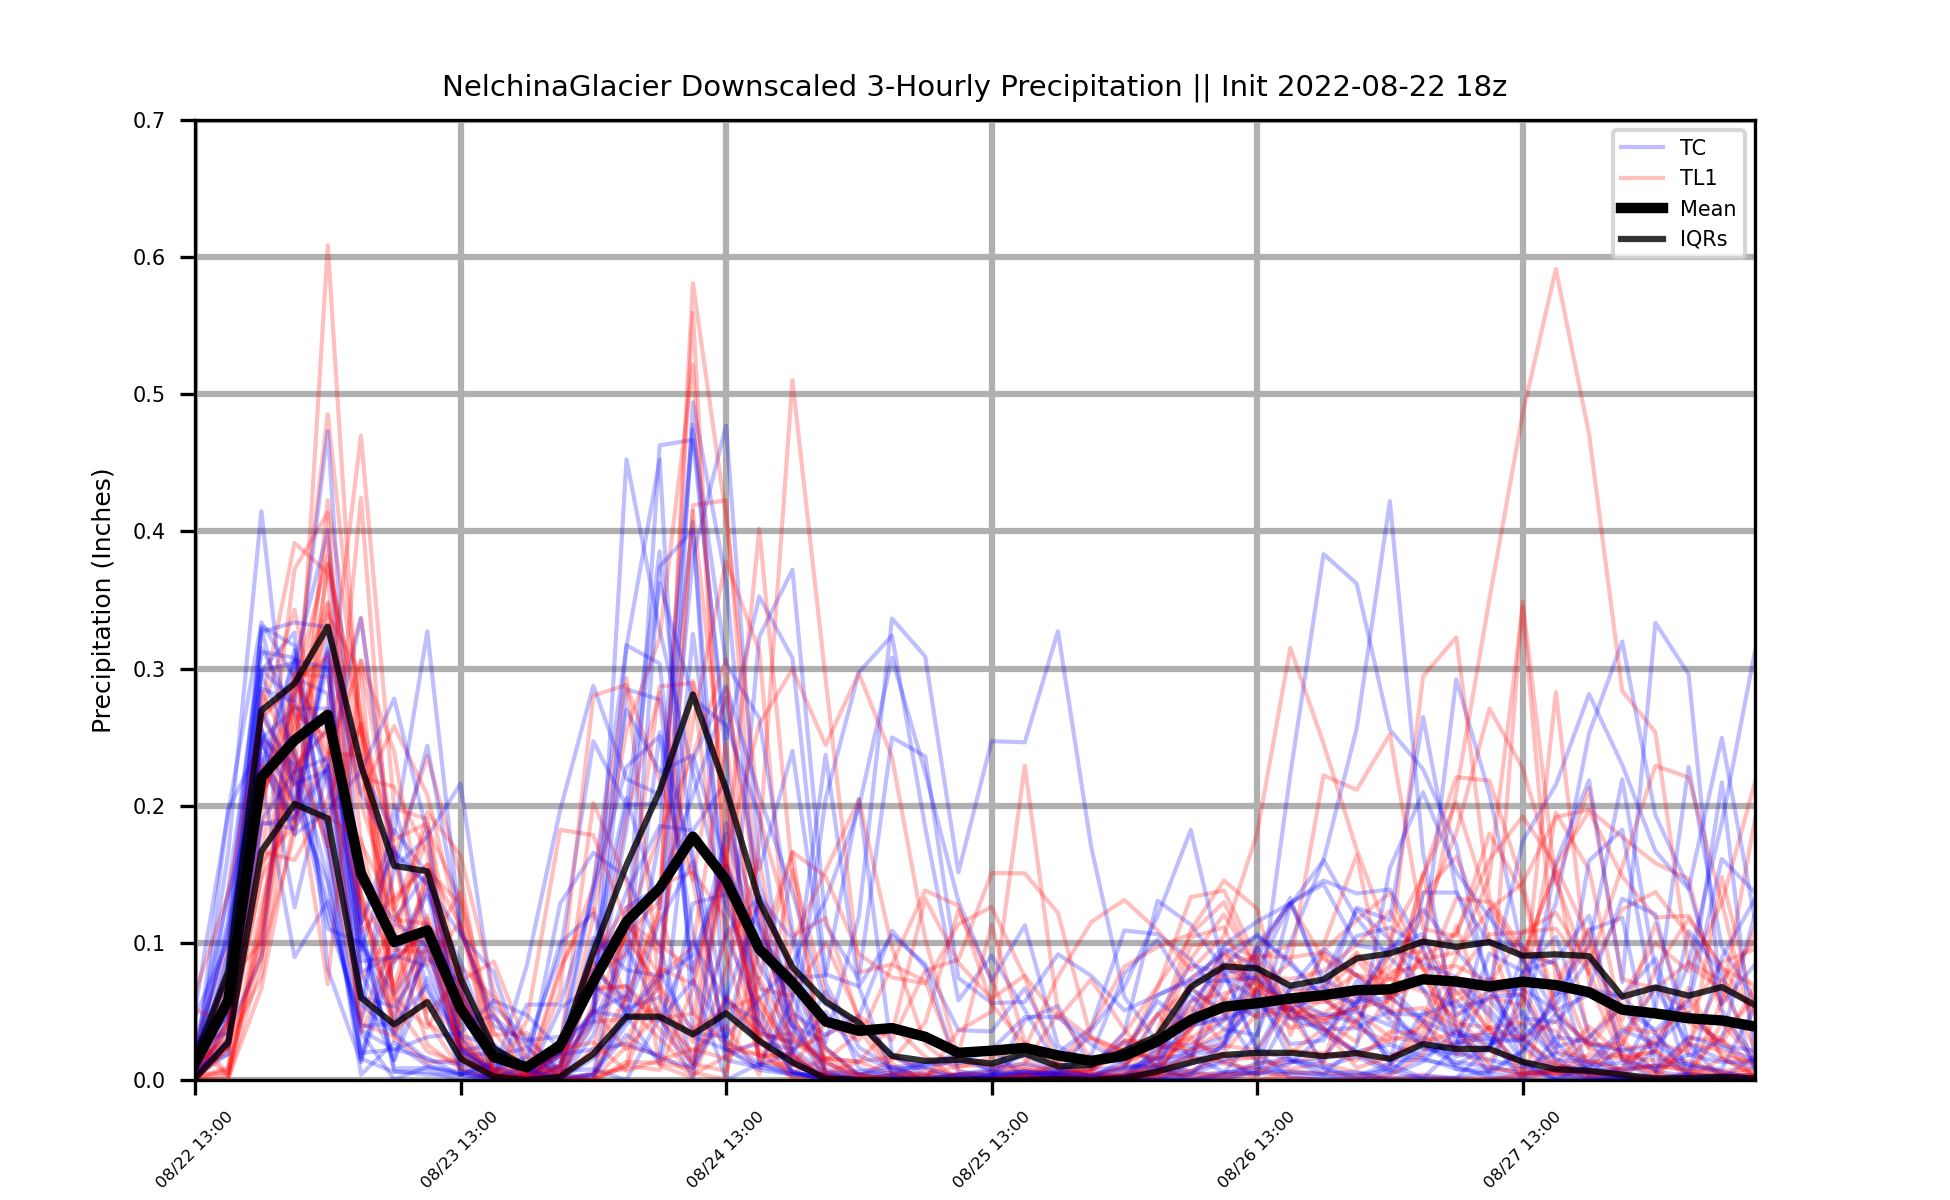 NelchinaGlacier Downscaled 3-Hourly Precipitation || Init 2022-08-22 18z
TC
TL1
Mean
IQRs
Precipitation (Inches)
0.7
0.6
0.5
0.4
0.3
0.2
0.1
0.0
08/22 13:00
08/23 13:00
08/24 13:00
08/25 13:00
08/26 13:00
08/27 13:00